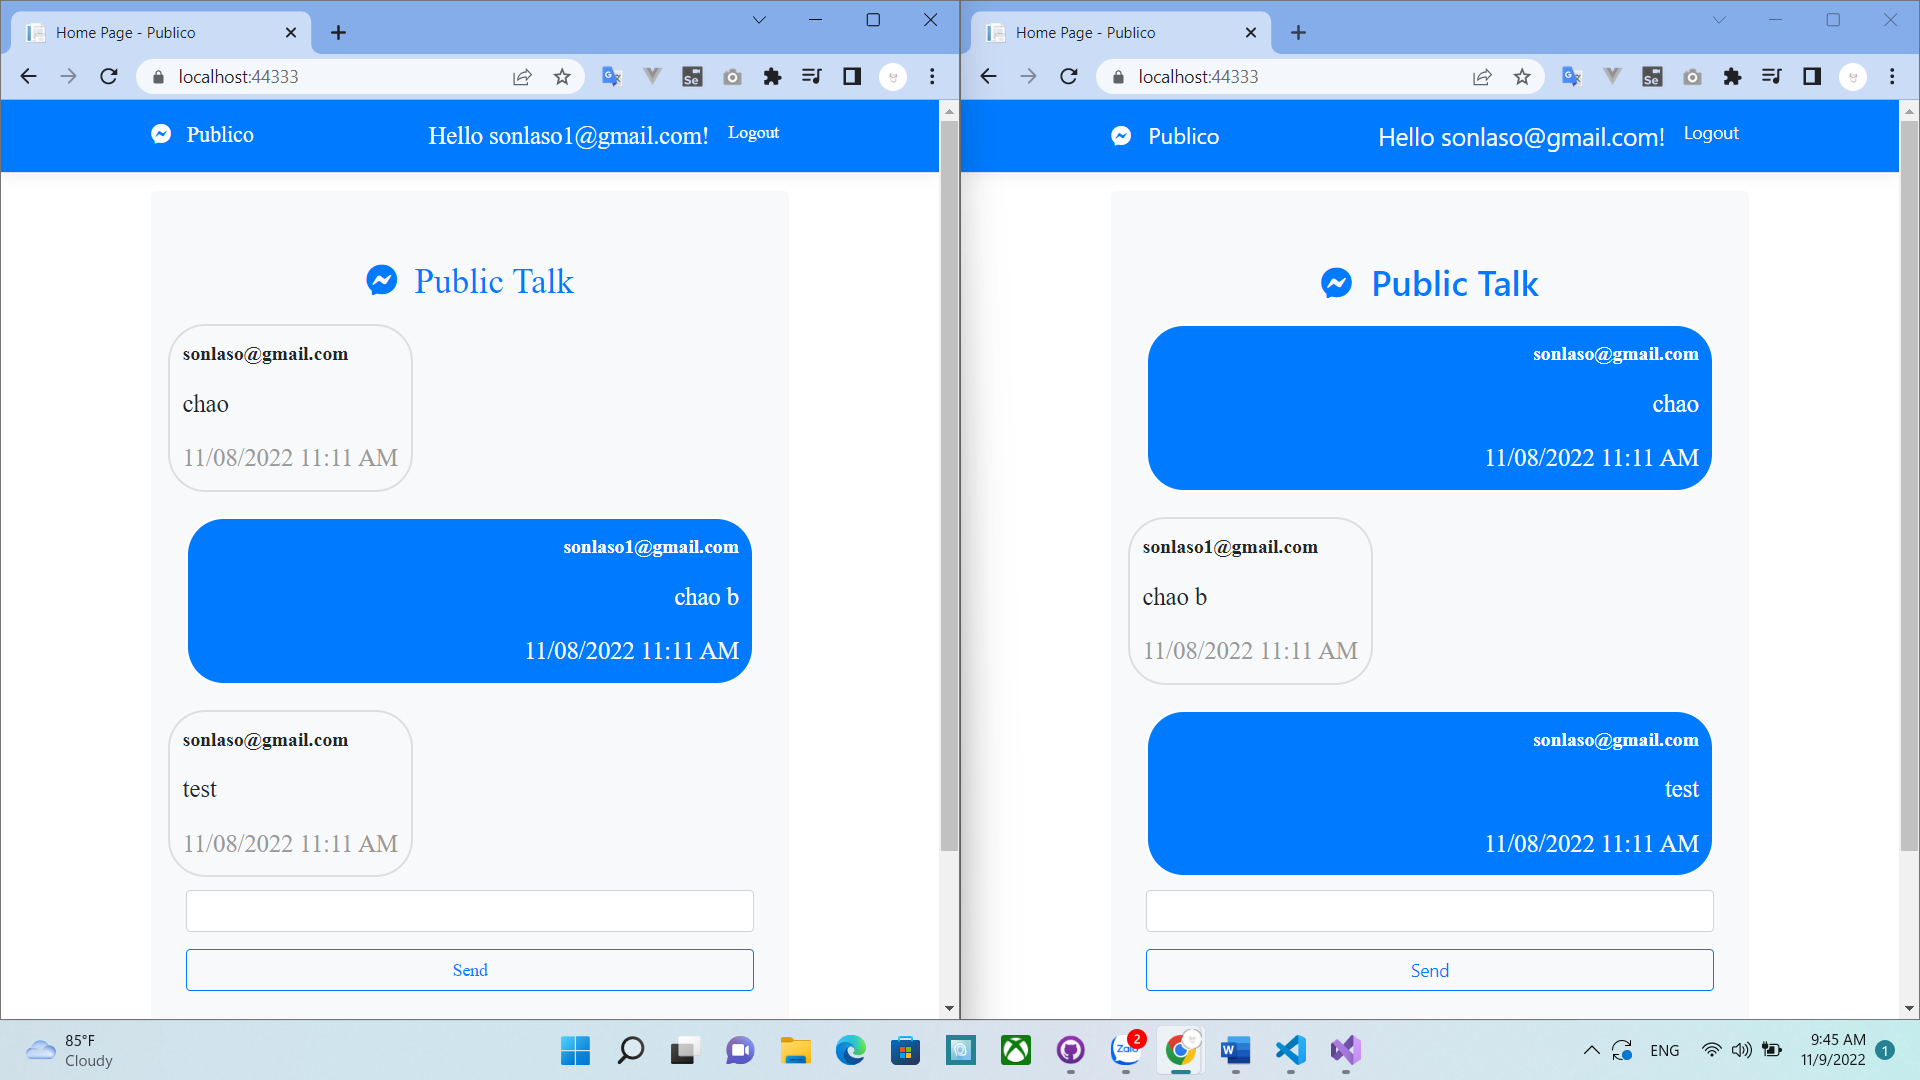 Home Page - Publico
localhost:44333
Publico
Hello sonlaso1@gmail.com!
Logout
Public Talk
sonlaso@gmail.com
chao
11/08/2022 11:11 AM
sonlaso1@gmail.com
chao b
11/08/2022 11:11 AM
sonlaso@gmail.com
test
11/08/2022 11:11 AM
Send
Home Page - Publico
localhost:44333
Publico
Hello sonlaso@gmail.com!
Logout
Public Talk
sonlaso@gmail.com
chao
11/08/2022 11:11 AM
sonlaso1@gmail.com
chao b
11/08/2022 11:11 AM
sonlaso@gmail.com
test
11/08/2022 11:11 AM
Send
85°F
Cloudy
Zalo
2
ENG
9:45 AM
11/9/2022
1